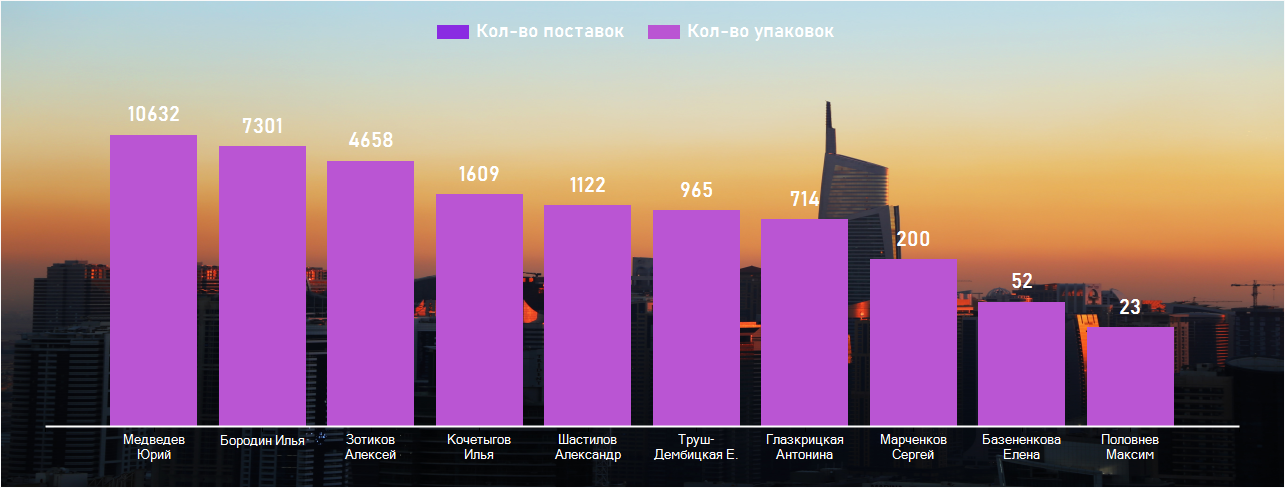 Кол-во поставок Кол-во упаковок
10632
7301
4658
1609
1122
965
714
200
52
23
Медведев
Юрий
Бородин Илья
Зотиков
Алексей
Кочетыгов
Илья
Шастилов
Александр
Труш-
Дембицкая Е.
Глазкрицкая
Антонина
Марченков
Сергей
Базененкова
Елена
Половнев
Максим